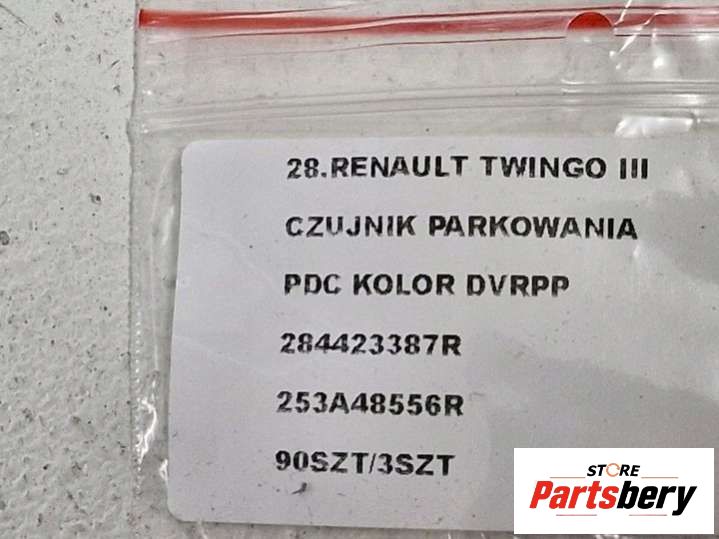 28.RENAULT TWINGO III
CZUJNIK PARKOWANIA
PDC KOLOR DVRPP
284423387R
253A48556R
90SZT/3SZT
STORE
Partsbery